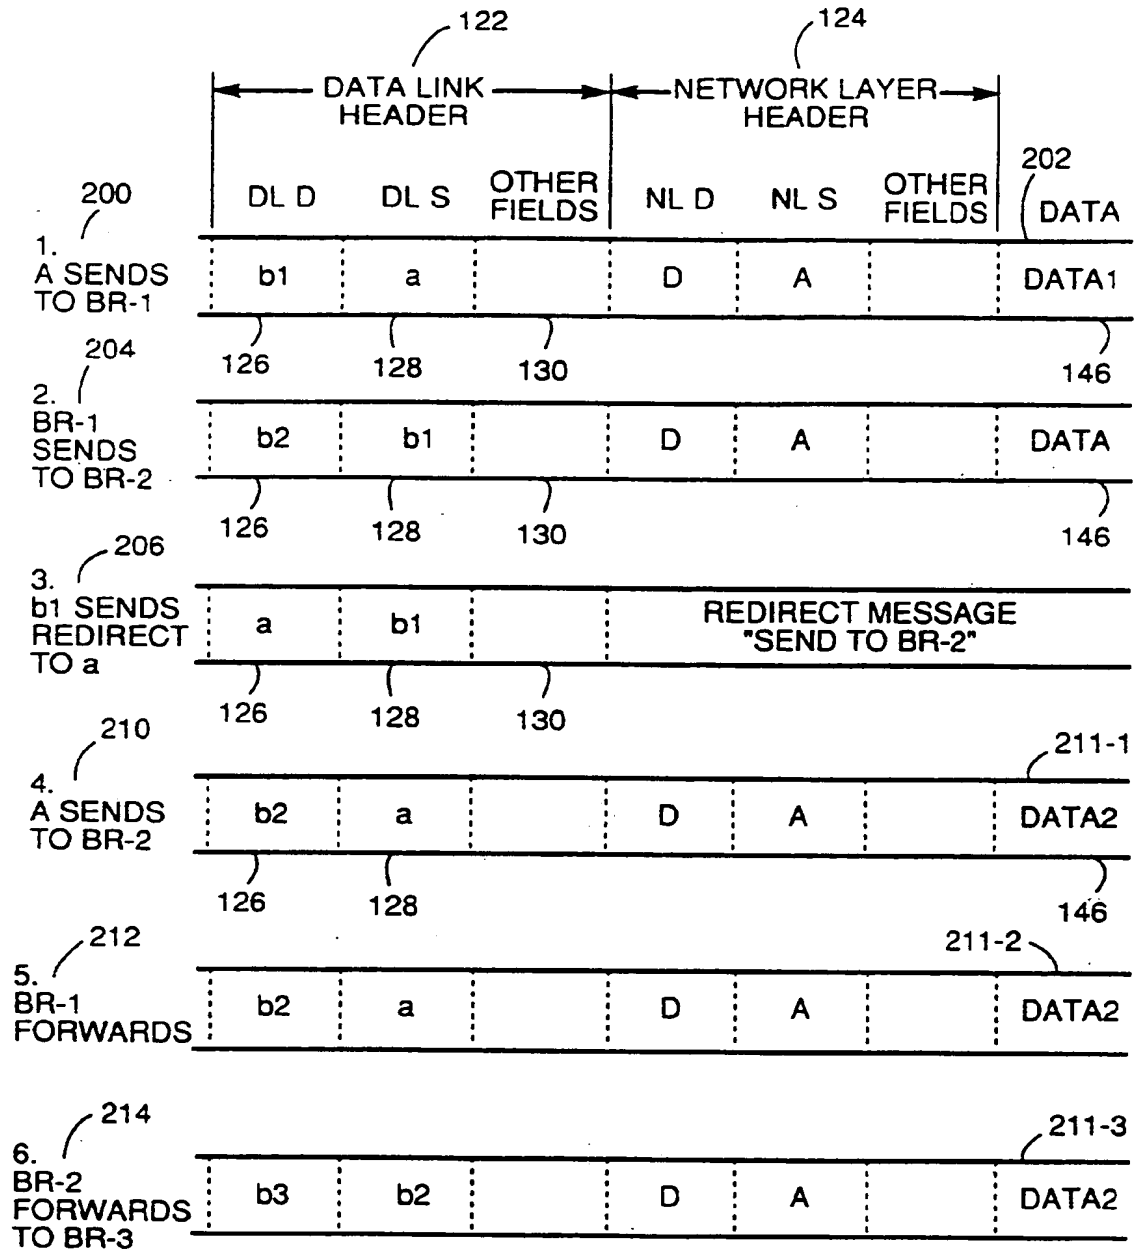 122
124
DATA LINK HEADER
NETWORK LAYER HEADER
202
200
DL D DL S OTHER FIELDS NL D NL S OTHER FIELDS DATA
1.
A SENDS
TO BR-1
b1 a D A DATA1
126 128 130 146
204
2.
BR-1
SENDS
TO BR-2
b2 b1 D A DATA
126 128 130 146
206
3.
b1 SENDS
REDIRECT
TO a
a b1 REDIRECT MESSAGE
"SEND TO BR-2"
126 128 130
210
211-1
4.
A SENDS
TO BR-2
b2 a D A DATA2
126 128 146
212
211-2
5.
BR-1
FORWARDS
b2 a D A DATA2
214
211-3
6.
BR-2
FORWARDS
TO BR-3
b3 b2 D A DATA2